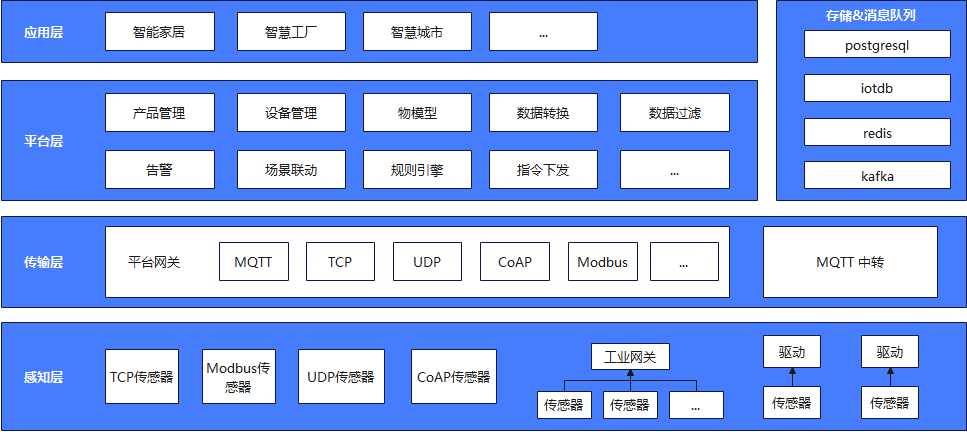 应用层
智能家居
智慧工厂
智慧城市
...
存储&消息队列
postgresql
iotdb
redis
kafka
平台层
产品管理
设备管理
物模型
数据转换
数据过滤
告警
场景联动
规则引擎
指令下发
...
传输层
平台网关
MQTT
TCP
UDP
CoAP
Modbus
...
MQTT 中转
感知层
TCP传感器
Modbus传
感器
UDP传感器
CoAP传感器
工业网关
传感器
传感器
...
驱动
传感器
驱动
传感器